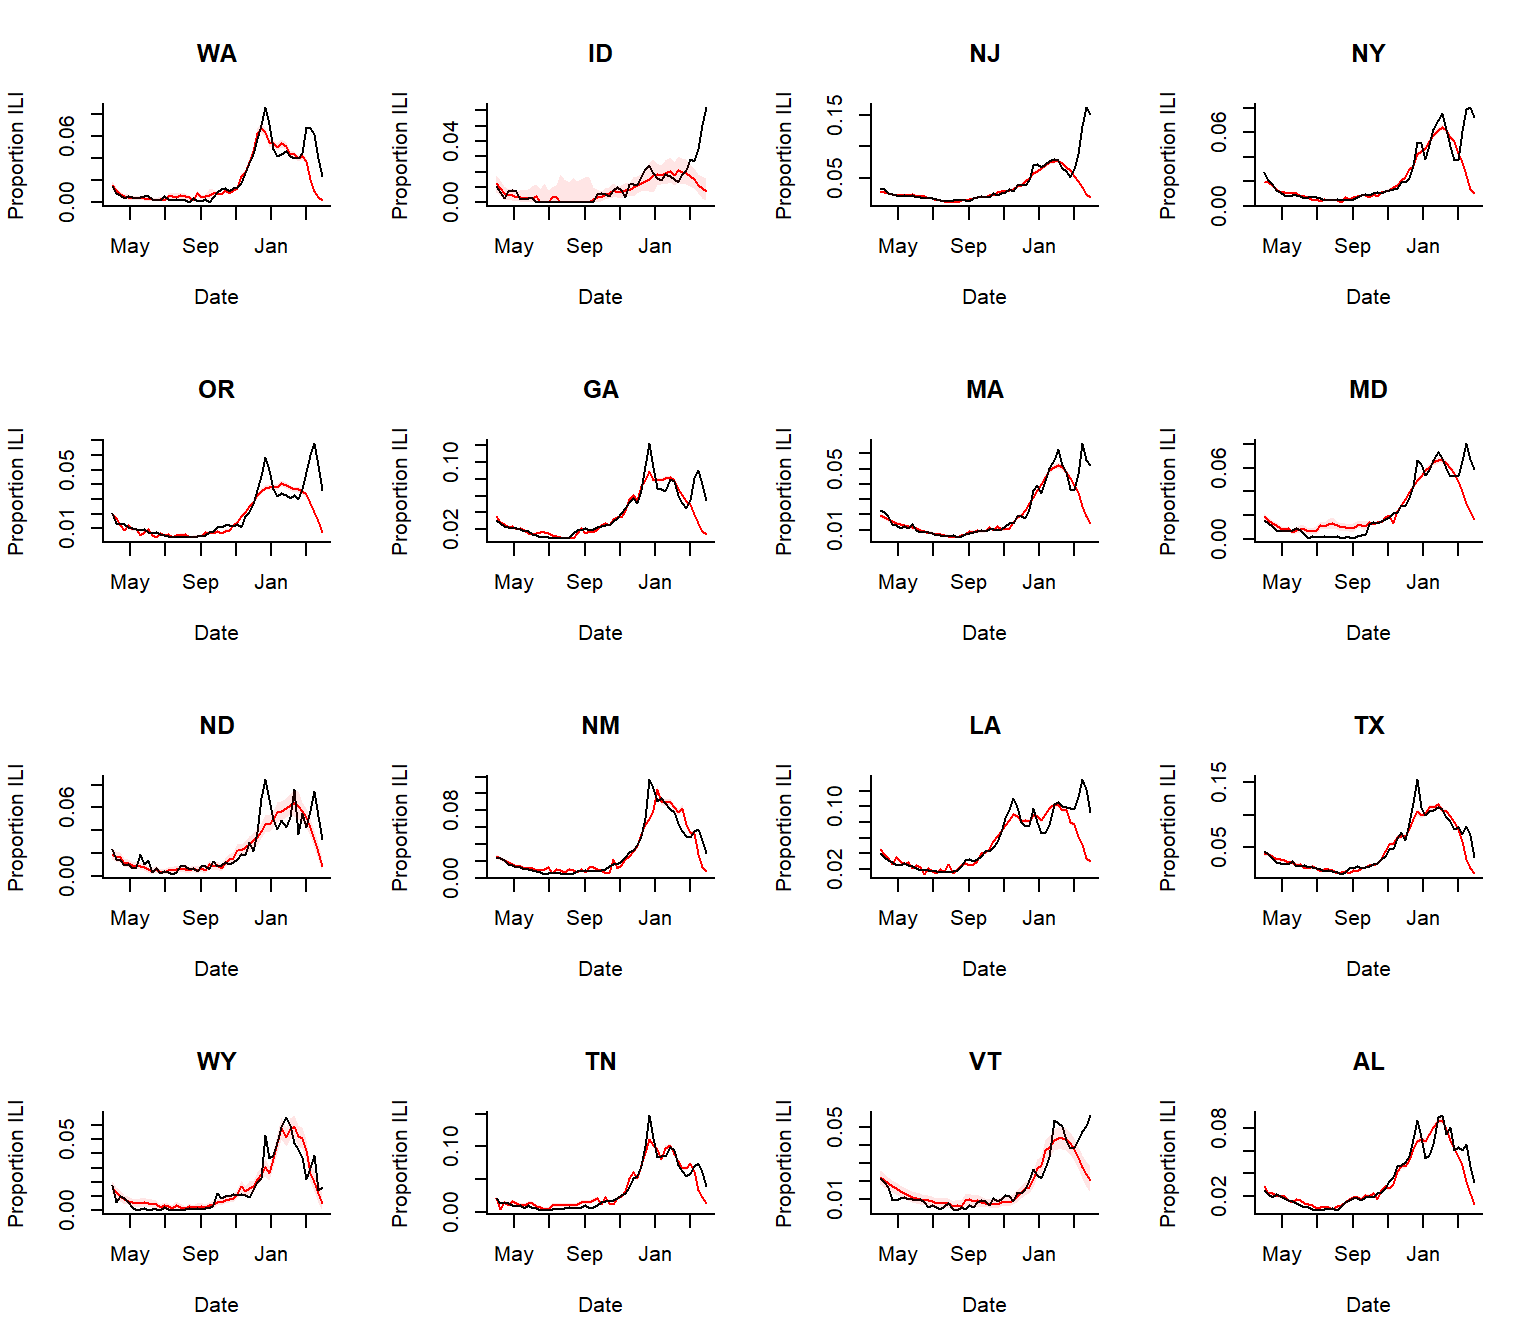 WA
Proportion ILI
0.00 0.06
May Sep Jan
Date
ID
Proportion ILI
0.00 0.04
May Sep Jan
Date
NJ
Proportion ILI
0.05 0.15
May Sep Jan
Date
NY
Proportion ILI
0.00 0.06
May Sep Jan
Date
OR
Proportion ILI
0.01 0.05
May Sep Jan
Date
GA
Proportion ILI
0.02 0.10
May Sep Jan
Date
MA
Proportion ILI
0.01 0.05
May Sep Jan
Date
MD
Proportion ILI
0.00 0.06
May Sep Jan
Date
ND
Proportion ILI
0.00 0.06
May Sep Jan
Date
NM
Proportion ILI
0.00 0.08
May Sep Jan
Date
LA
Proportion ILI
0.02 0.10
May Sep Jan
Date
TX
Proportion ILI
0.05 0.15
May Sep Jan
Date
WY
Proportion ILI
0.00 0.05
May Sep Jan
Date
TN
Proportion ILI
0.00 0.10
May Sep Jan
Date
VT
Proportion ILI
0.01 0.05
May Sep Jan
Date
AL
Proportion ILI
0.02 0.08
May Sep Jan
Date